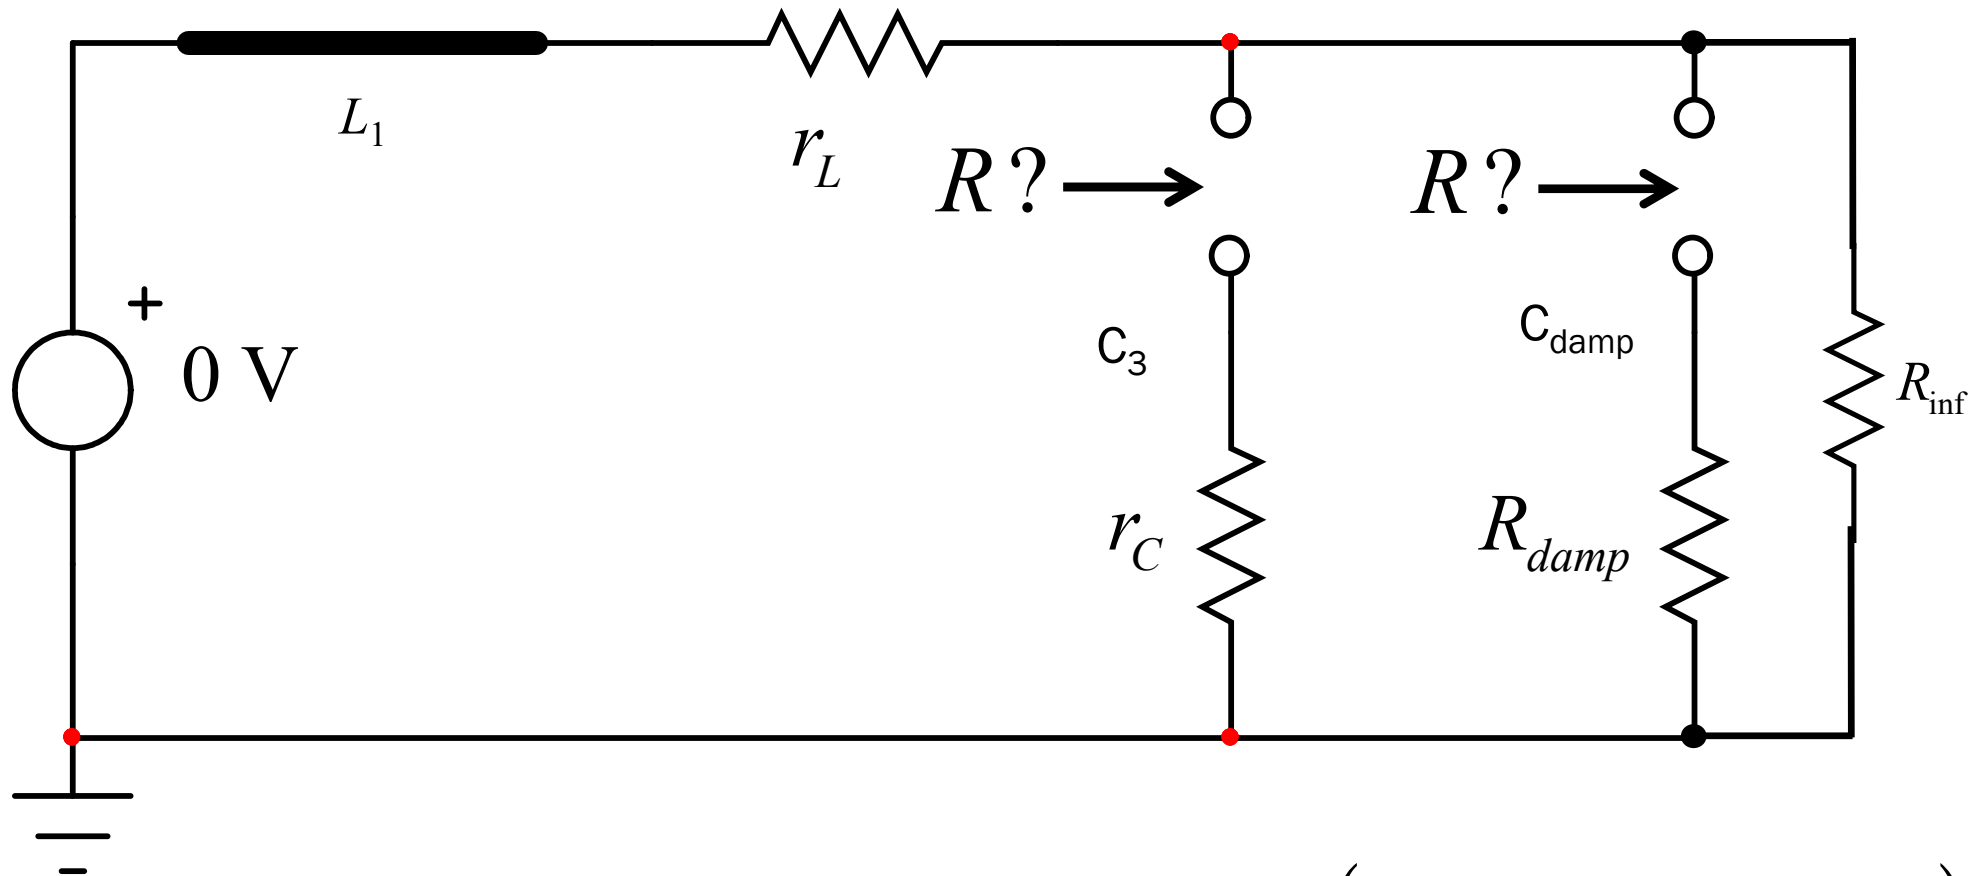 L1
rL
R ?
R ?
+
0 V
C3
Cdamp
Rinf
rC
Rdamp
( )